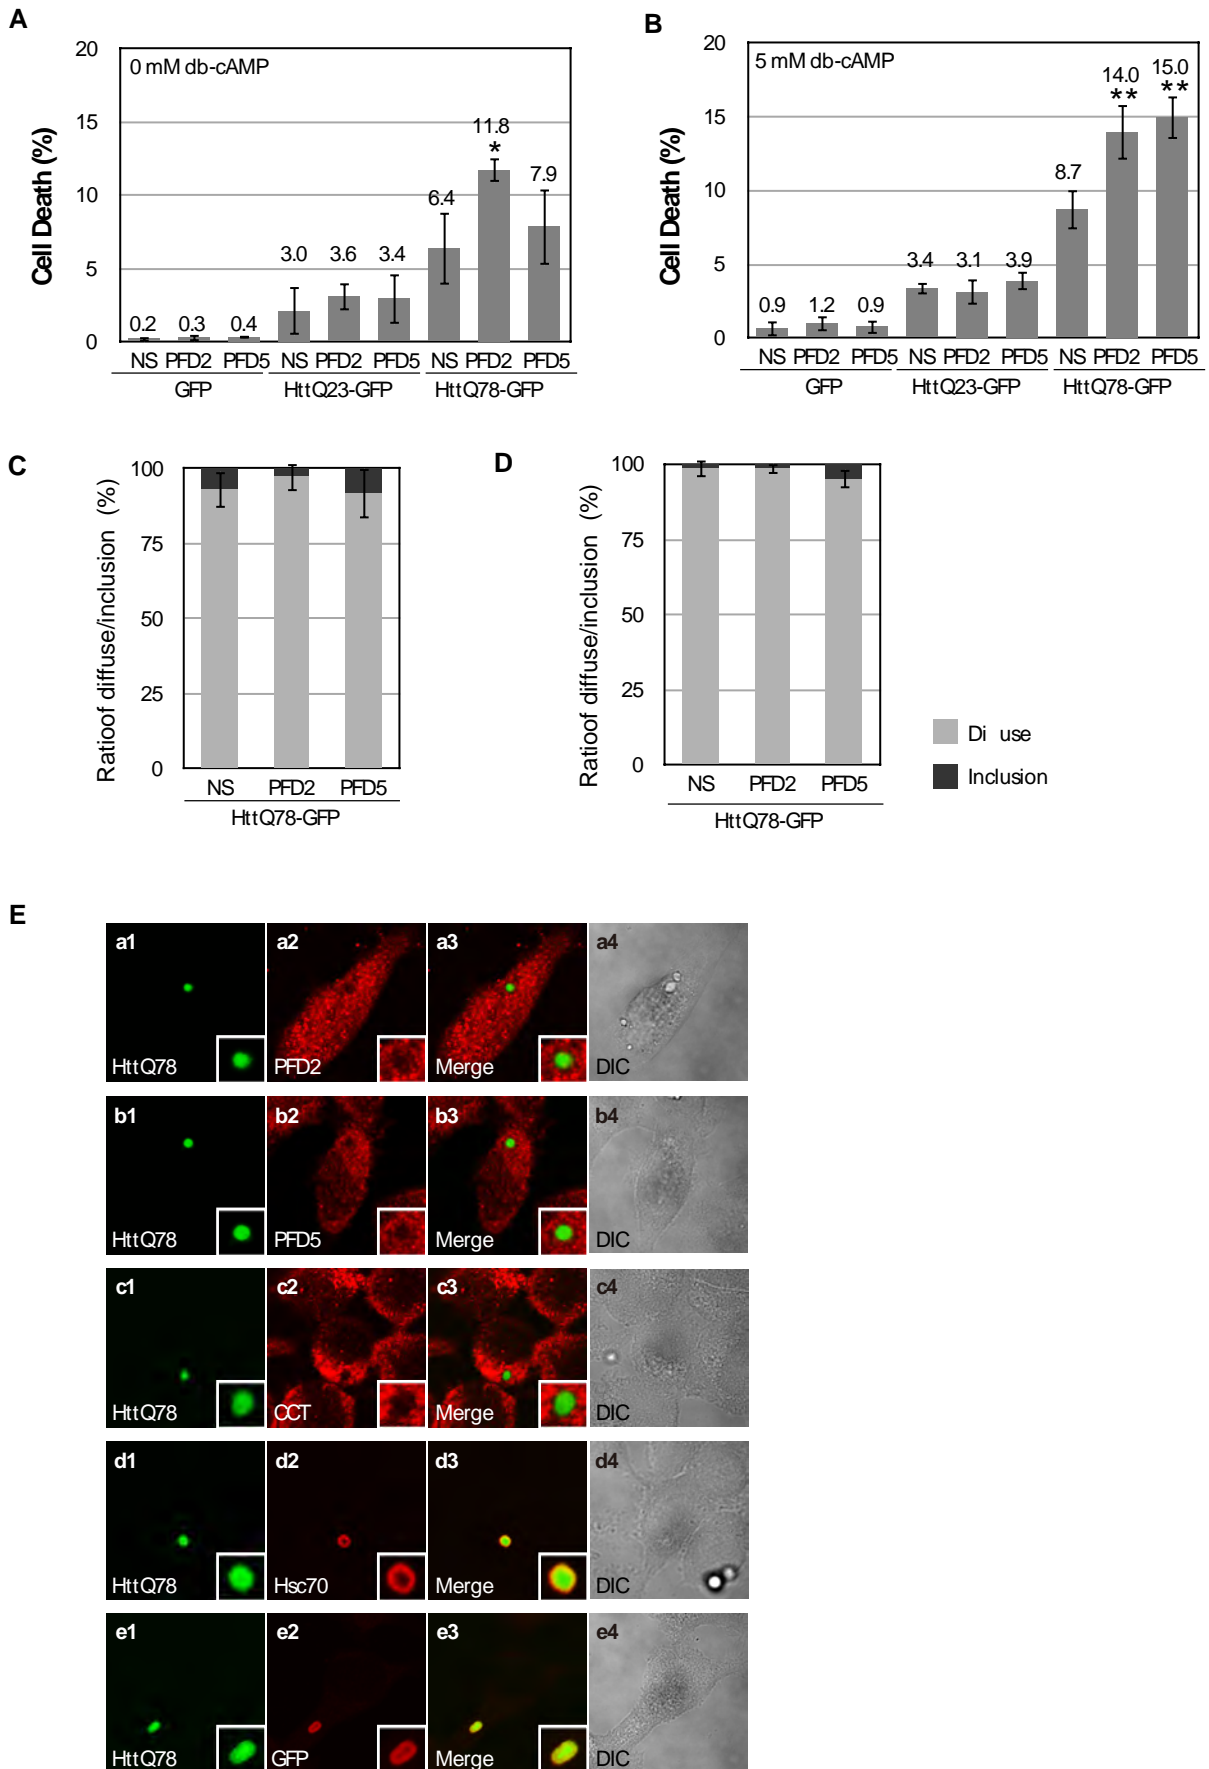 A
20
15
10
5
0
Cell Death (%)
0 mM db-cAMP
0.2
0.3
0.4
3.0
3.6
3.4
6.4
11.8
*
7.9
NS PFD2 PFD5 NS PFD2 PFD5 NS PFD2 PFD5
GFP HttQ23-GFP HttQ78-GFP
B
20
15
10
5
0
Cell Death (%)
5 mM db-cAMP
0.9
1.2
0.9
3.4
3.1
3.9
8.7
14.0
**
15.0
**
NS PFD2 PFD5 NS PFD2 PFD5 NS PFD2 PFD5
GFP HttQ23-GFP HttQ78-GFP
C
100
75
50
25
0
Ratioof diffuse/inclusion (%)
NS PFD2 PFD5
HttQ78-GFP
D
100
75
50
25
0
Ratioof diffuse/inclusion (%)
NS PFD2 PFD5
HttQ78-GFP
Di use
Inclusion
E
a1 a2 a3 a4
HttQ78 PFD2 Merge DIC
b1 b2 b3 b4
HttQ78 PFD5 Merge DIC
c1 c2 c3 c4
HttQ78 CCT Merge DIC
d1 d2 d3 d4
HttQ78 Hsc70 Merge DIC
e1 e2 e3 e4
HttQ78 GFP Merge DIC